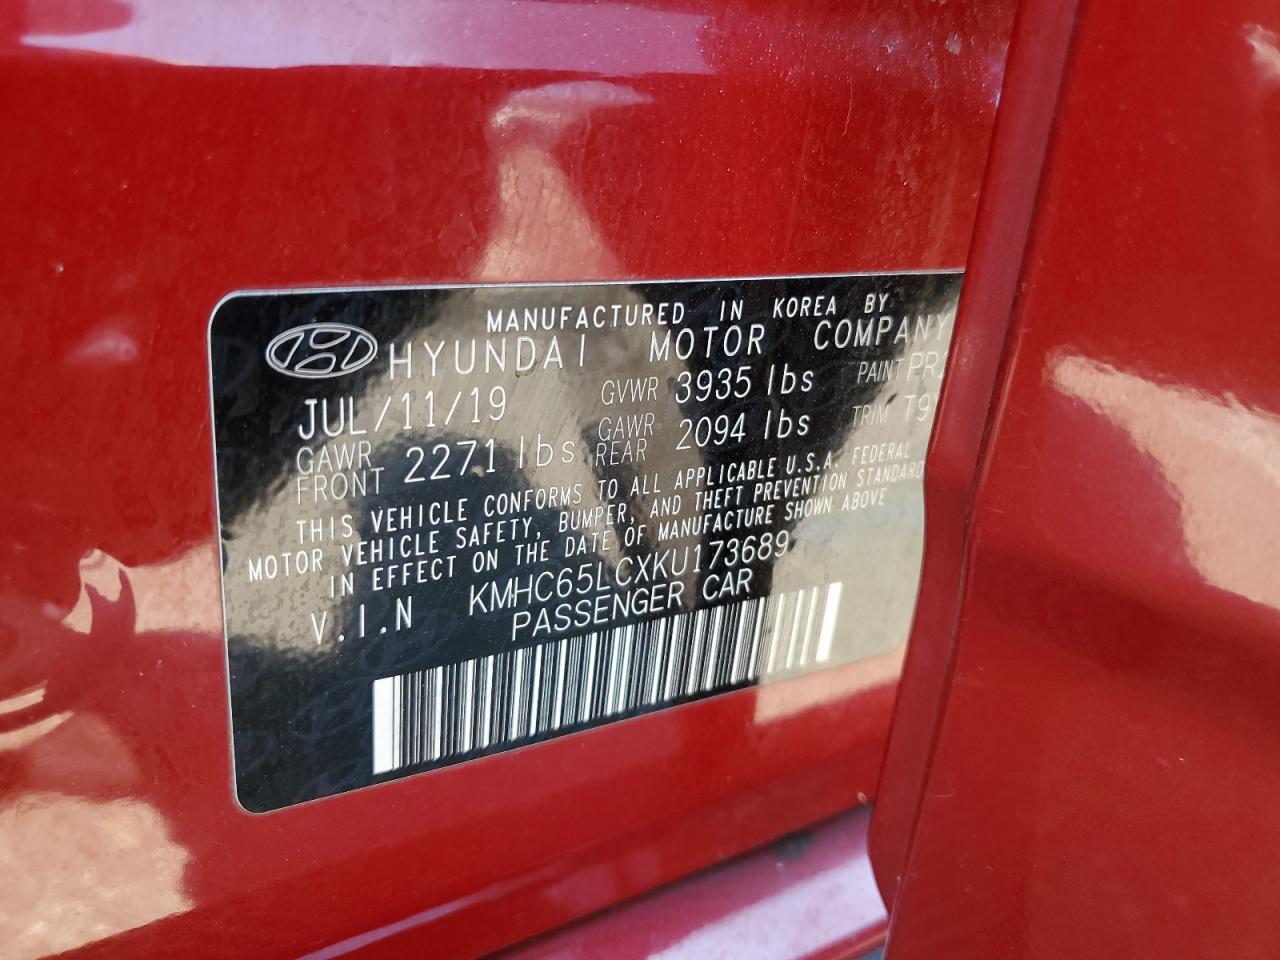 MANUFACTURED IN KOREA BY
HYUNDAI MOTOR COMPANY
JUL/11/19 GVWR 3935 lbs PAINT
GAWR FRONT 2271 lbs GAWR REAR 2094 lbs TRIM
THIS VEHICLE CONFORMS TO ALL APPLICABLE U.S.A. FEDERAL
MOTOR VEHICLE SAFETY, BUMPER, AND THEFT PREVENTION STANDARD
IN EFFECT ON THE DATE OF MANUFACTURE SHOWN ABOVE
V.I.N KMHC65LCXKU173689
PASSENGER CAR